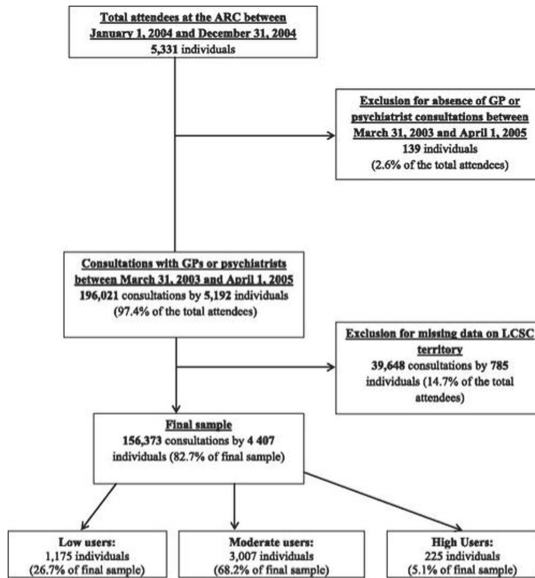 Total attendees at the ARC between
January 1, 2004 and December 31, 2004
5,331 individuals
Exclusion for absence of GP or
psychiatrist consultations between
March 31, 2003 and April 1, 2005
139 individuals
(2.6% of the total attendees)
Consultations with GPs or psychiatrists
between March 31, 2003 and April 1, 2005
196,021 consultations by 5,192 individuals
(97.4% of the total attendees)
Exclusion for missing data on LCSC
territory
39,648 consultations by 785
individuals (14.7% of the total
attendees)
Final sample
156,373 consultations by 4 407
individuals (82.7% of final sample)
Low users:
1,175 individuals
(26.7% of final sample)
Moderate users:
3,007 individuals
(68.2% of final sample)
High Users:
225 individuals
(5.1% of final sample)